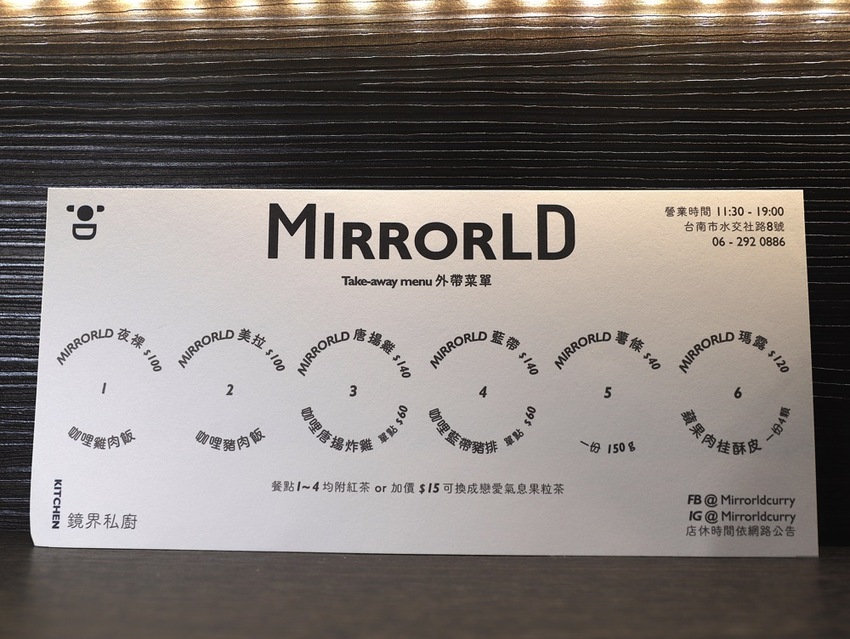 MIRRORLD
營業時間 11:30 - 19:00
台南市水交社路8號
06 - 292 0886
Take-away menu 外帶菜單
MIRRORLD 夜裸 $100
1
咖哩雞肉飯
MIRRORLD 美拉 $100
2
咖哩豬肉飯
MIRRORLD 唐揚雞 $140
3
咖哩唐揚炸雞 單點 $60
MIRRORLD 藍帶 $140
4
咖哩藍帶豬排 單點 $60
MIRRORLD 薯條 $40
5
一份 150 g
MIRRORLD 瑪露 $120
6
蘋果肉桂酥皮 一份4顆
餐點1~4 均附紅茶 or 加價 $15 可換成戀愛氣息果粒茶
KITCHEN 鏡界私廚
FB @ Mirrorldcurry
IG @ Mirrorldcurry
店休時間依網路公告